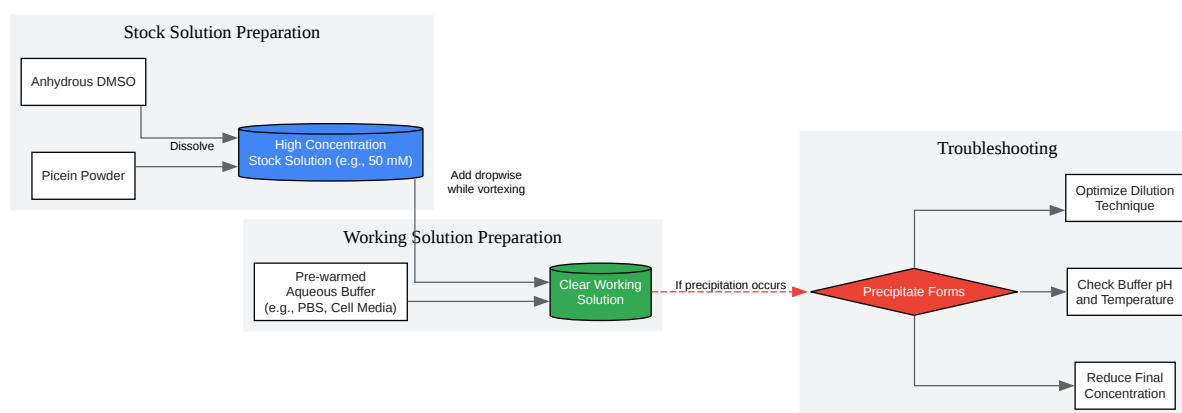 Stock Solution Preparation
Anhydrous DMSO
Dissolve
Picein Powder
High Concentration
Stock Solution (e.g., 50 mM)
Add dropwise
while vortexing
Working Solution Preparation
Pre-warmed
Aqueous Buffer
(e.g., PBS, Cell Media)
Clear Working
Solution
If precipitation occurs
Troubleshooting
Precipitate Forms
Optimize Dilution
Technique
Check Buffer pH
and Temperature
Reduce Final
Concentration